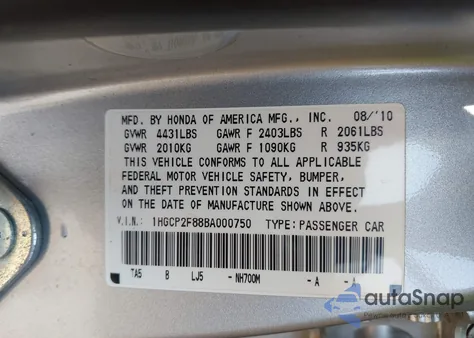 MFD. BY HONDA OF AMERICA MFG., INC. 08/'10
GVWR 4431LBS GAWR F 2403LBS R 2061LBS
GVWR 2010KG GAWR F 1090KG R 935KG
THIS VEHICLE CONFORMS TO ALL APPLICABLE
FEDERAL MOTOR VEHICLE SAFETY, BUMPER,
AND THEFT PREVENTION STANDARDS IN EFFECT
ON THE DATE OF MANUFACTURE SHOWN ABOVE.
V.I.N.: 1HGCP2F88BA000750 TYPE: PASSENGER CAR
TA5 B LJ5 -NH700M -A -
autaSnap